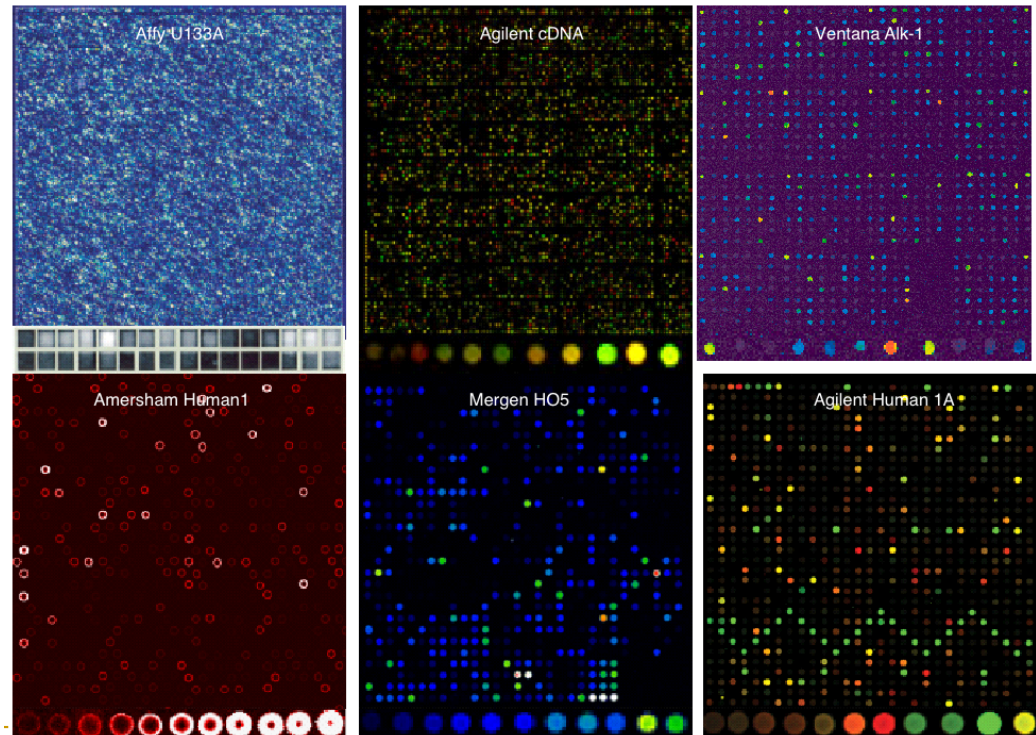 Affy U133A
Agilent cDNA
Ventana Alk-1
Amersham Human1
Mergen HO5
Agilent Human 1A